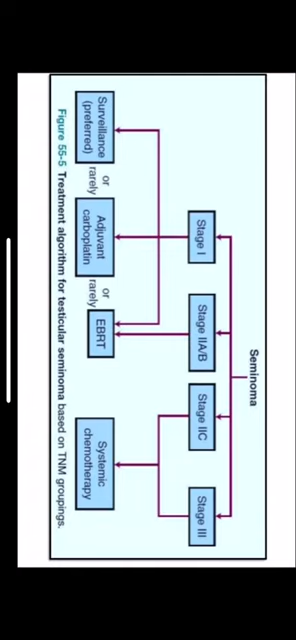 Seminoma
Stage I
Stage IIA/B
Stage IIC
Stage III
Surveillance
(preferred)
or
rarely
Adjuvant
carboplatin
or
rarely
EBRT
Systemic
chemotherapy
Figure 55-5 Treatment algorithm for testicular seminoma based on TNM groupings.